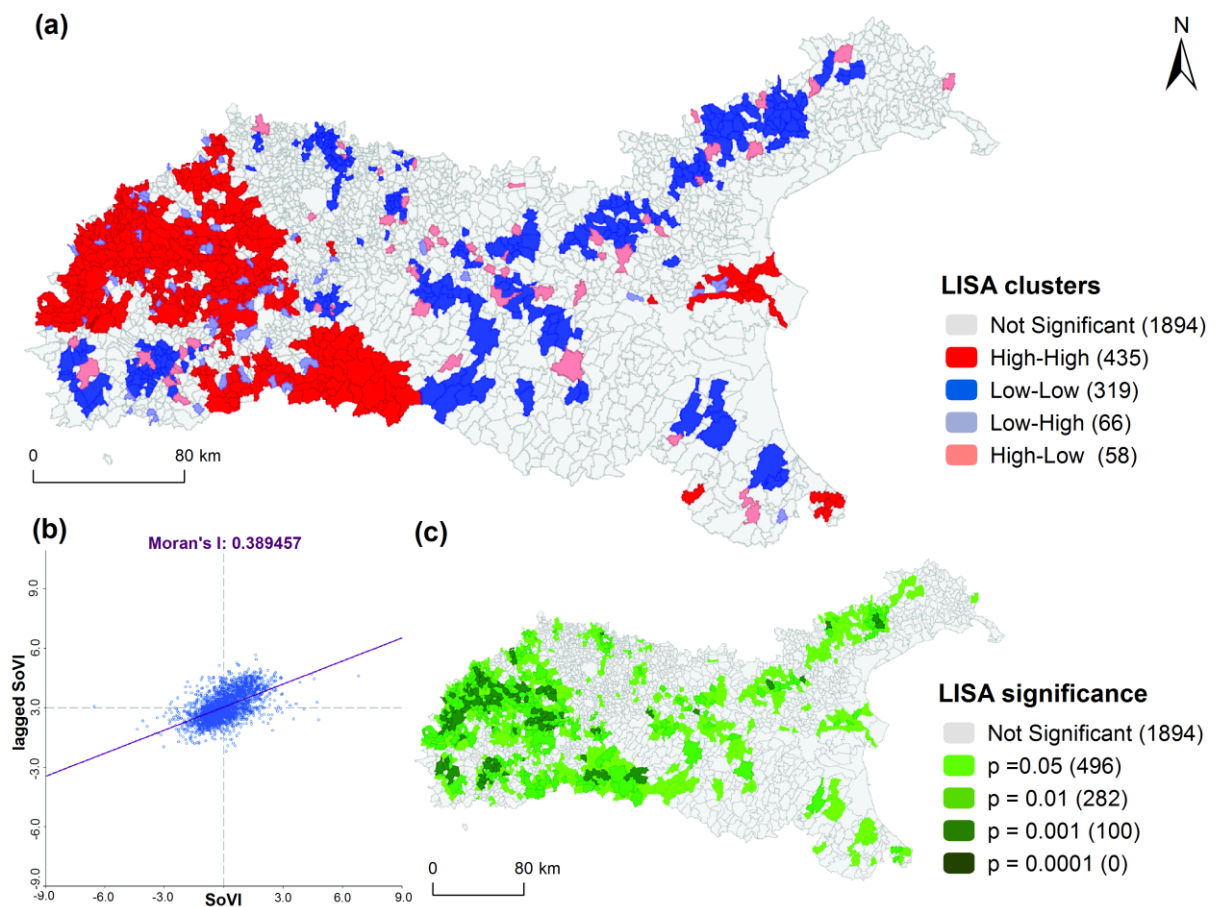 (a)
N
LISA clusters
Not Significant (1894)
High-High (435)
Low-Low (319)
Low-High (66)
High-Low (58)
0
80 km
(b)
Moran's I: 0.389457
lagged SoVI
9.0
6.0
3.0
-3.0
-6.0
-9.0
-9.0 -6.0 -3.0 0 3.0 6.0 9.0
SoVI
(c)
LISA significance
Not Significant (1894)
p =0.05 (496)
p = 0.01 (282)
p = 0.001 (100)
p = 0.0001 (0)
0
80 km